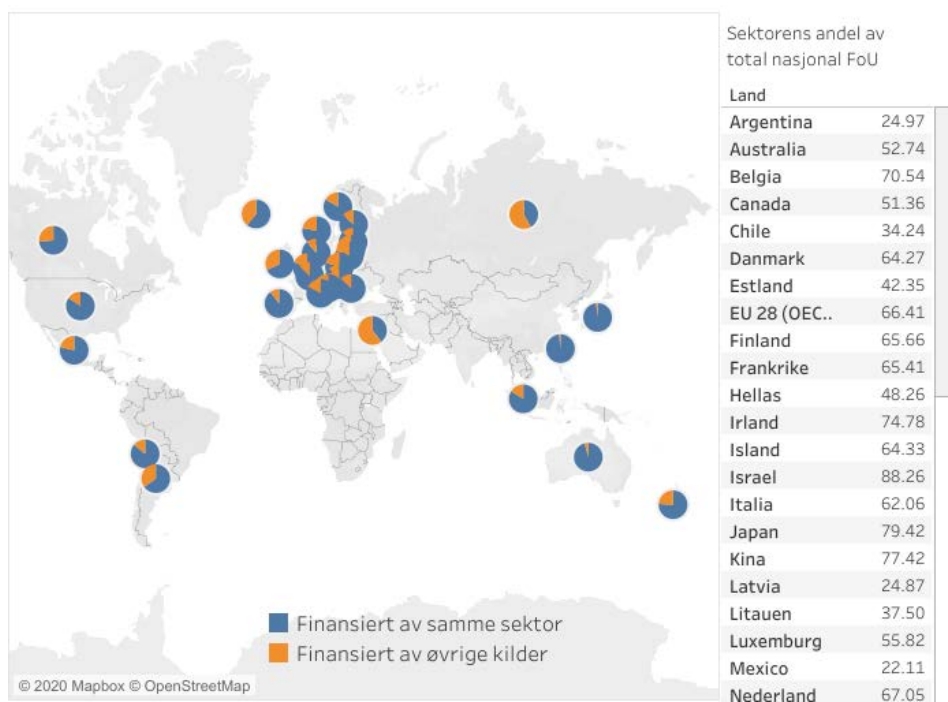 Sektorens andel av
total nasjonal FoU
Land
Argentina 24.97
Australia 52.74
Belgia 70.54
Canada 51.36
Chile 34.24
Danmark 64.27
Estland 42.35
EU 28 (OEC.. 66.41
Finland 65.66
Frankrike 65.41
Hellas 48.26
Irland 74.78
Island 64.33
Israel 88.26
Italia 62.06
Japan 79.42
Kina 77.42
Latvia 24.87
Litauen 37.50
Luxemburg 55.82
Mexico 22.11
Nederland 67.05
Finansiert av samme sektor
Finansiert av øvrige kilder
© 2020 Mapbox © OpenStreetMap